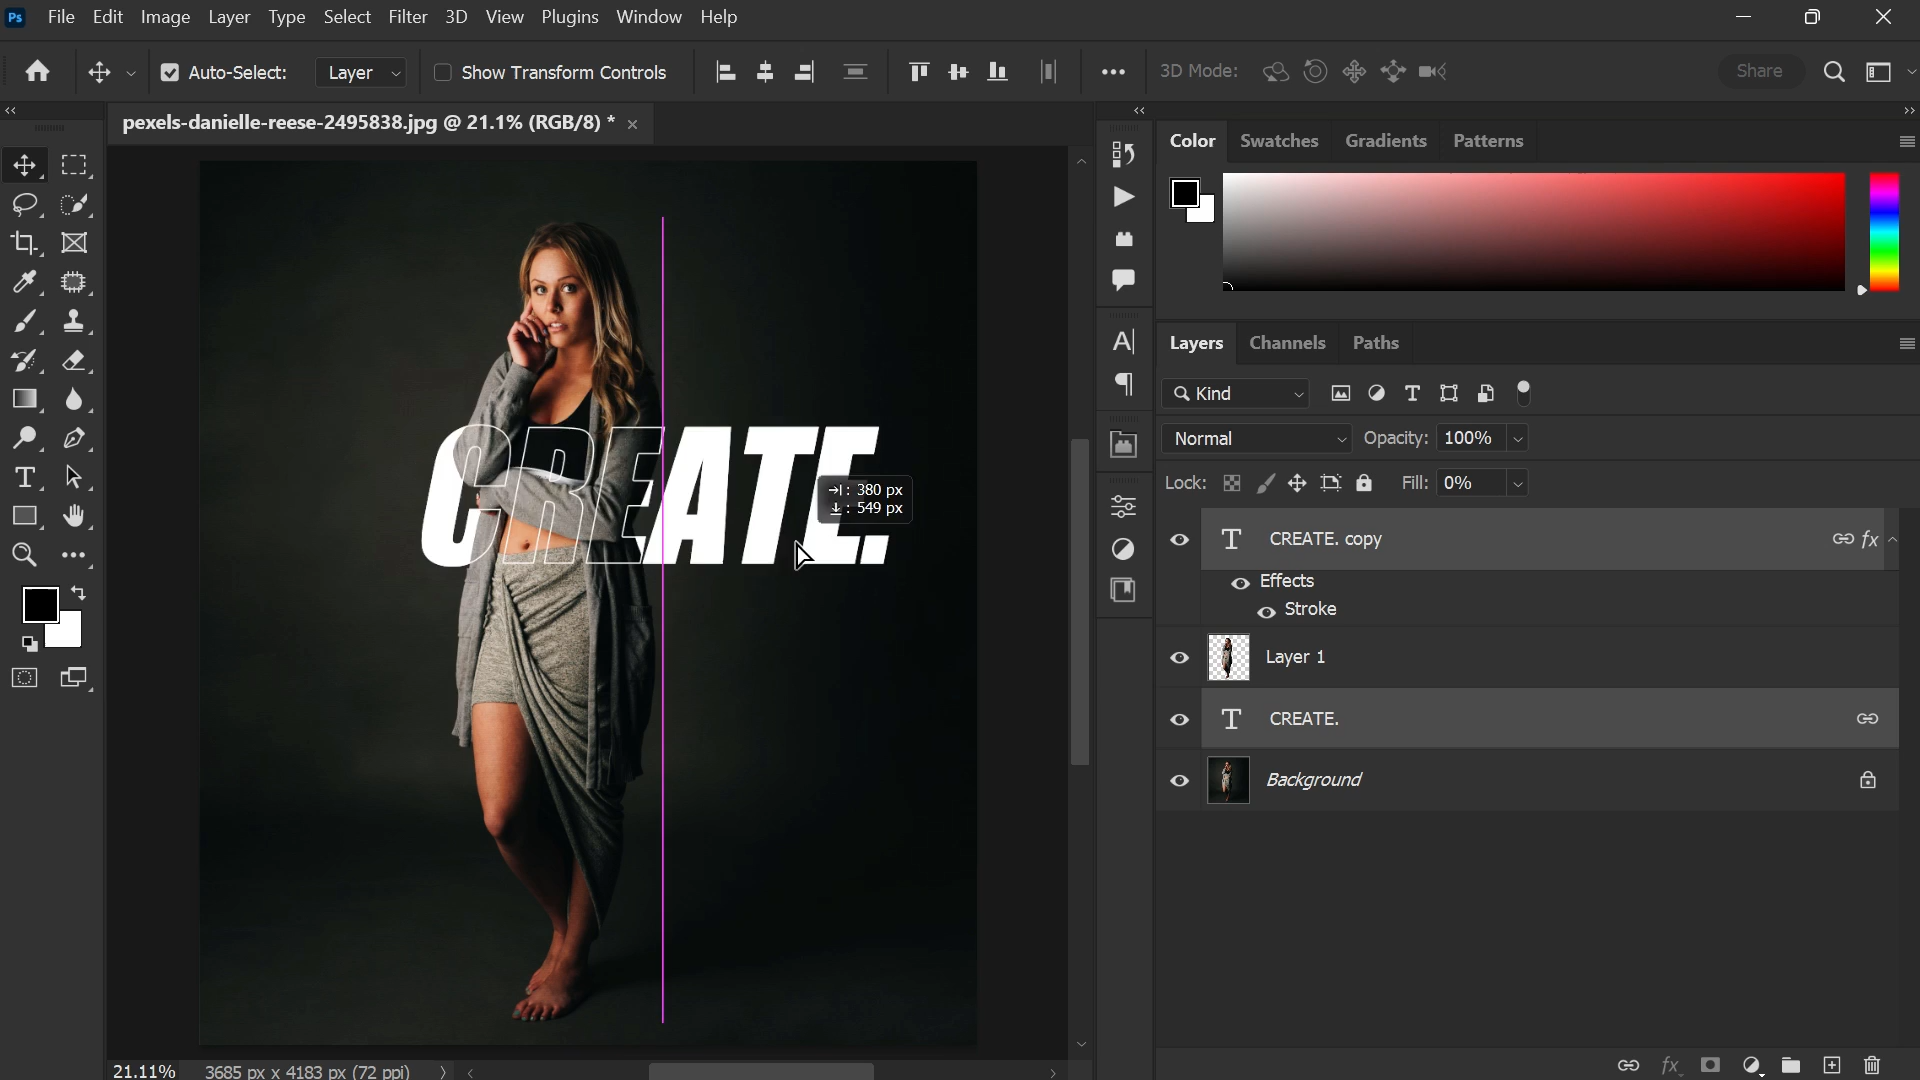 Ps File Edit Image Layer Type Select Filter 3D View Plugins Window Help
Auto-Select: Layer Show Transform Controls 3D Mode: Share
pexels-danielle-reese-2495838.jpg @ 21.1% (RGB/8) *
Color Swatches Gradients Patterns
Layers Channels Paths
Kind
Normal Opacity: 100%
Lock: Fill: 0%
CREATE.
380 px
549 px
T CREATE. copy fx
Effects
Stroke
Layer 1
T CREATE.
Background
21.11% 3685 px x 4183 px (72 ppi)
fx